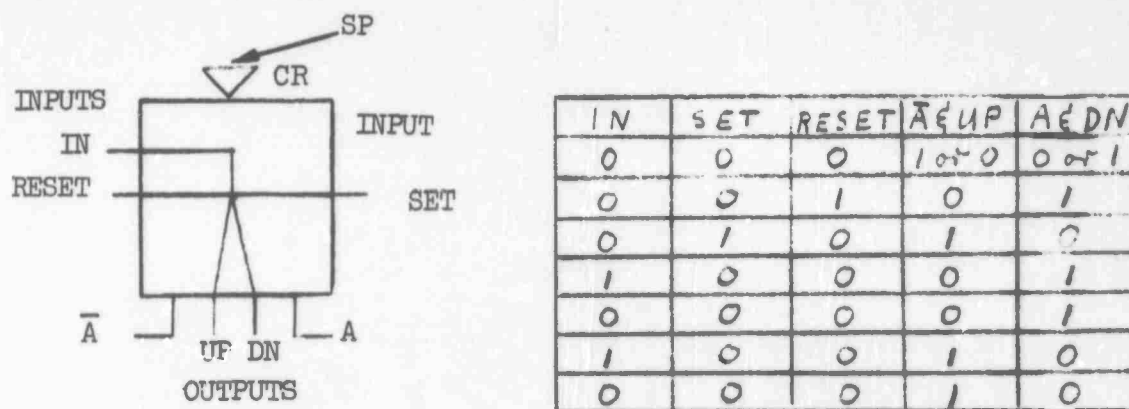 SP
CR
INPUTS
INPUT
IN
RESET
SET
Ā
UP DN
A
OUTPUTS
IN SET RESET Ā & UP A & DN
0 0 0 1 or 0 0 or 1
0 0 1 0 1
0 1 0 1 0
1 0 0 0 1
0 0 0 0 1
1 0 0 1 0
0 0 0 1 0